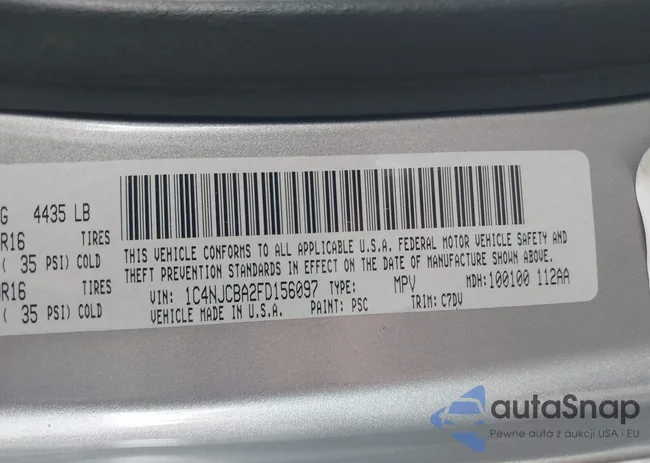 G 4435 LB
R16 TIRES
( 35 PSI) COLD
R16 TIRES
( 35 PSI) COLD
THIS VEHICLE CONFORMS TO ALL APPLICABLE U.S.A. FEDERAL MOTOR VEHICLE SAFETY AND
THEFT PREVENTION STANDARDS IN EFFECT ON THE DATE OF MANUFACTURE SHOWN ABOVE.
VIN: 1C4NJCBA2FD156097 TYPE: MPV MDH:100100 112AA
VEHICLE MADE IN U.S.A. PAINT: PSC TRIM: C7DV
autoSnap
Pewne auta z aukcji USA · EU